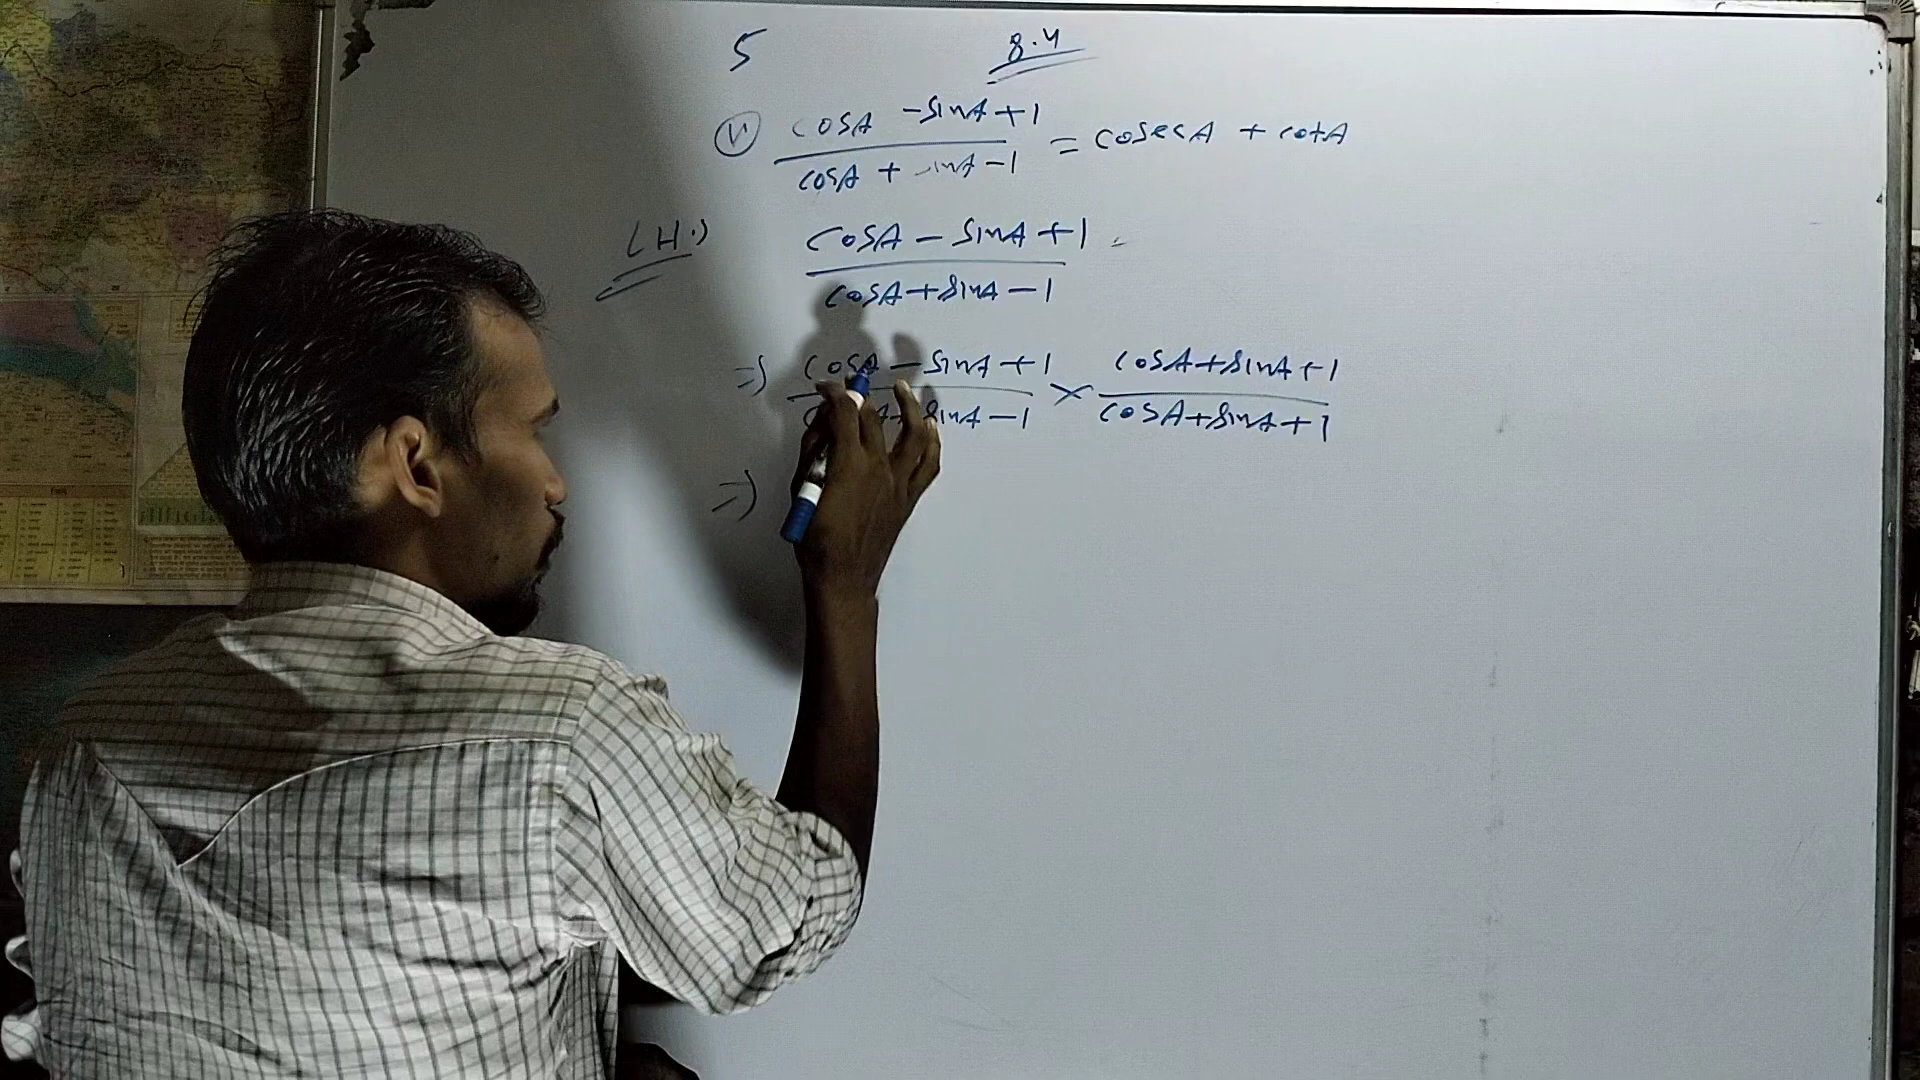 5 8.4
(v) (cosA - sinA + 1)/(cosA + sinA - 1) = cosecA + cotA
LH.) (cosA - sinA + 1)/(cosA + sinA - 1) =
=) (cosA - sinA + 1)/(cosA + sinA - 1) × (cosA + sinA + 1)/(cosA + sinA + 1)
=)